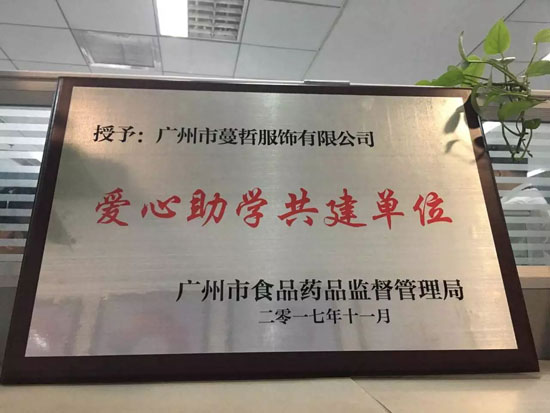 授予：广州市蔓哲服饰有限公司
爱心助学共建单位
广州市食品药品监督管理局
二零一七年十一月